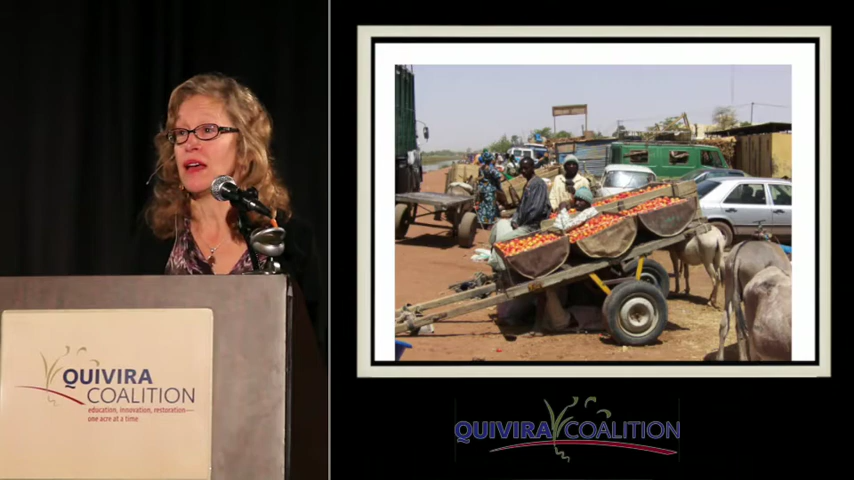 QUIVIRA
COALITION
education, innovation, restoration—
one acre at a time
QUIVIRA COALITION